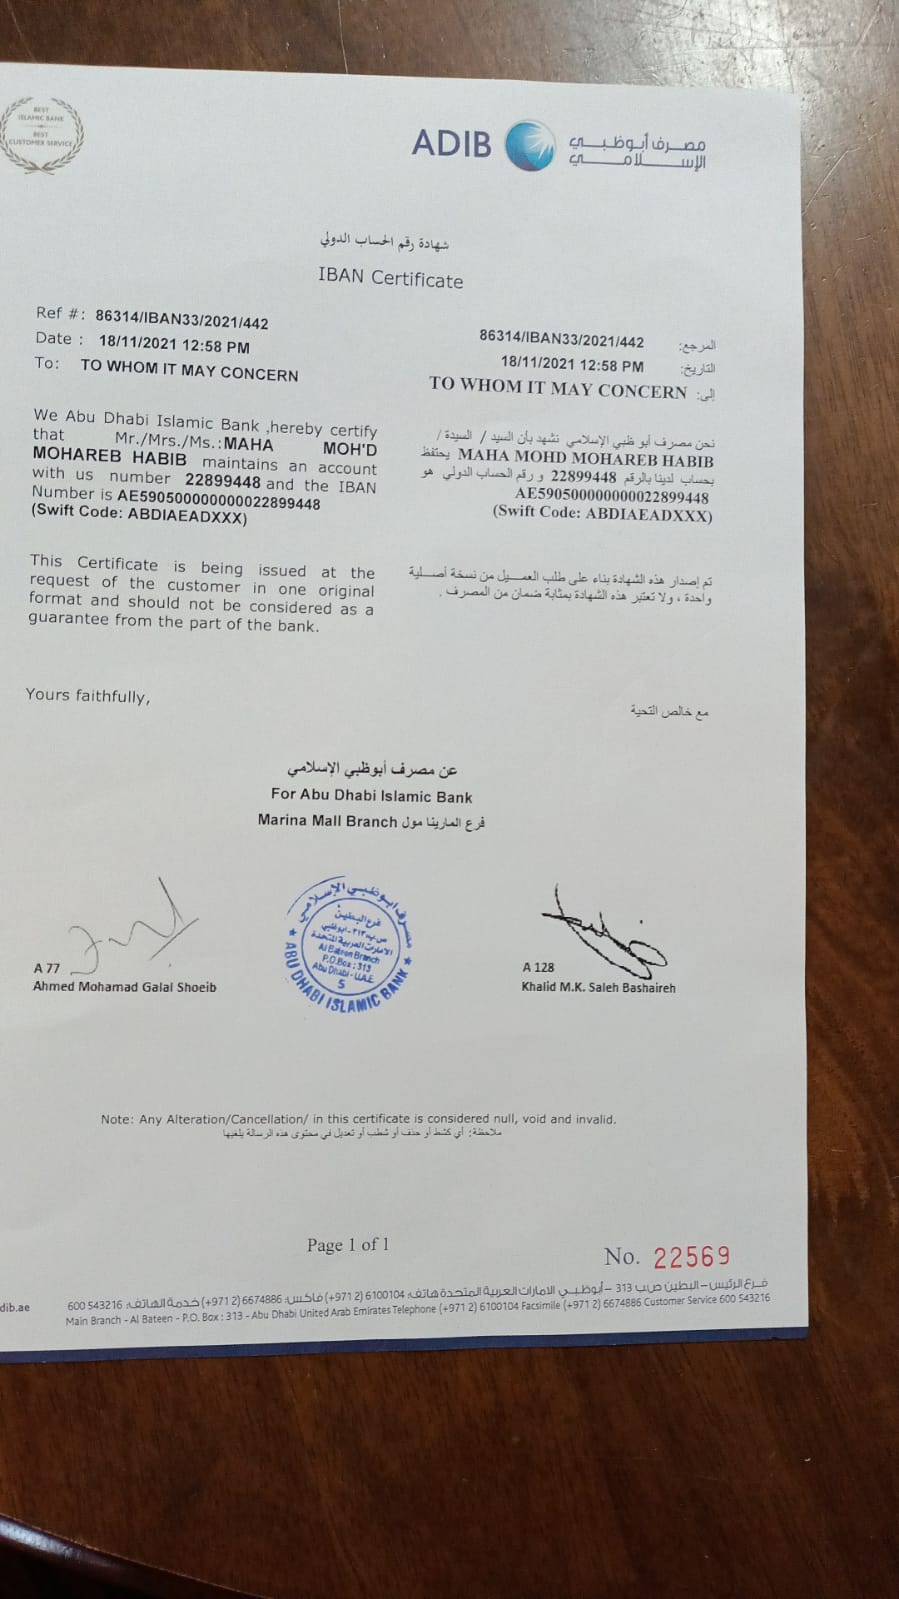 BEST
ISLAMIC BANK
BEST
CUSTOMER SERVICE
ADIB
مصرف أبوظبي
الإسلامي
شهادة رقم الحساب الدولي
IBAN Certificate
Ref #: 86314/IBAN33/2021/442
Date : 18/11/2021 12:58 PM
To: TO WHOM IT MAY CONCERN
المرجع: 86314/IBAN33/2021/442
التاريخ: 18/11/2021 12:58 PM
إلى: TO WHOM IT MAY CONCERN
We Abu Dhabi Islamic Bank ,hereby certify
that Mr./Mrs./Ms.:MAHA MOH'D
MOHAREB HABIB maintains an account
with us number 22899448 and the IBAN
Number is AE590500000000022899448
(Swift Code: ABDIAEADXXX)
نحن مصرف أبو ظبي الإسلامي نشهد بأن السيد / السيدة /
MAHA MOHD MOHAREB HABIB يحتفظ
بحساب لدينا بالرقم 22899448 و رقم الحساب الدولي هو
AE590500000000022899448
(Swift Code: ABDIAEADXXX)
This Certificate is being issued at the
request of the customer in one original
format and should not be considered as a
guarantee from the part of the bank.
تم إصدار هذه الشهادة بناء على طلب العميل من نسخة أصلية
واحدة ، ولا تعتبر هذه الشهادة بمثابة ضمان من المصرف .
Yours faithfully,
مع خالص التحية
عن مصرف أبوظبي الإسلامي
For Abu Dhabi Islamic Bank
Marina Mall Branch فرع المارينا مول
مصرف ابوظبي الإسلامي
فرع البطين
ص.ب ٣١٣ - ابوظبي
الامارات العربية المتحدة
Al Bateen Branch
P.O.Box : 313
Abu Dhabi - U.A.E
5
ABU DHABI ISLAMIC BANK
A 77
Ahmed Mohamad Galal Shoeib
A 128
Khalid M.K. Saleh Bashaireh
Note: Any Alteration/Cancellation/ in this certificate is considered null, void and invalid.
ملاحظة: أي كشط أو حذف أو شطب أو تعديل في محتوى هذه الرسالة يلغيها
Page 1 of 1
No. 22569
فرع الرئيس – البطين ص.ب 313 – أبوظبي الامارات العربية المتحدة هاتف: 6100104 (2 971+) فاكس: 6674886 (2 971+) خدمة الهاتف: 600 543216
dib.ae
Main Branch - Al Bateen - P.O. Box : 313 - Abu Dhabi United Arab Emirates Telephone (+971 2) 6100104 Facsimile (+971 2) 6674886 Customer Service 600 543216